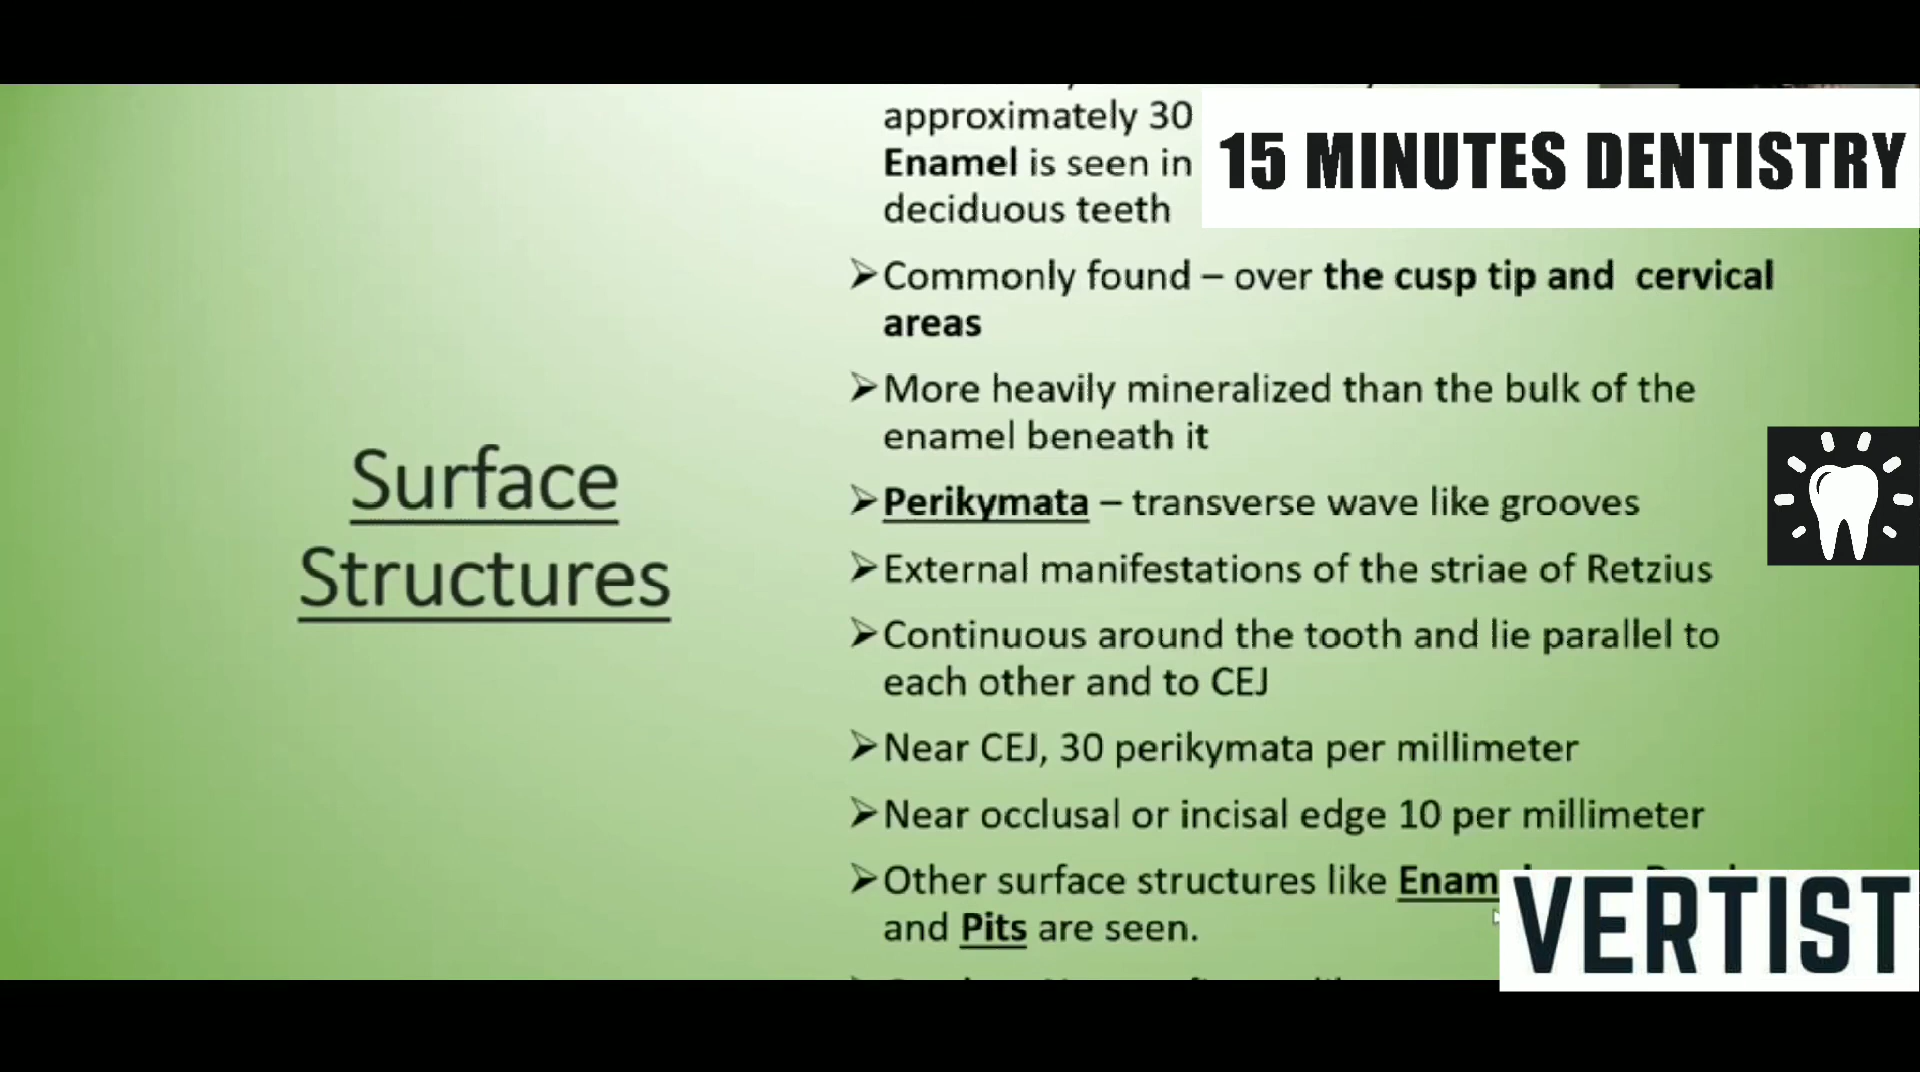 approximately 30
15 MINUTES DENTISTRY
Enamel is seen in
deciduous teeth
➢Commonly found – over the cusp tip and cervical
areas
➢More heavily mineralized than the bulk of the
enamel beneath it
Surface
Structures
➢Perikymata – transverse wave like grooves
➢External manifestations of the striae of Retzius
➢Continuous around the tooth and lie parallel to
each other and to CEJ
➢Near CEJ, 30 perikymata per millimeter
➢Near occlusal or incisal edge 10 per millimeter
➢Other surface structures like
and Pits are seen.
VERTIST